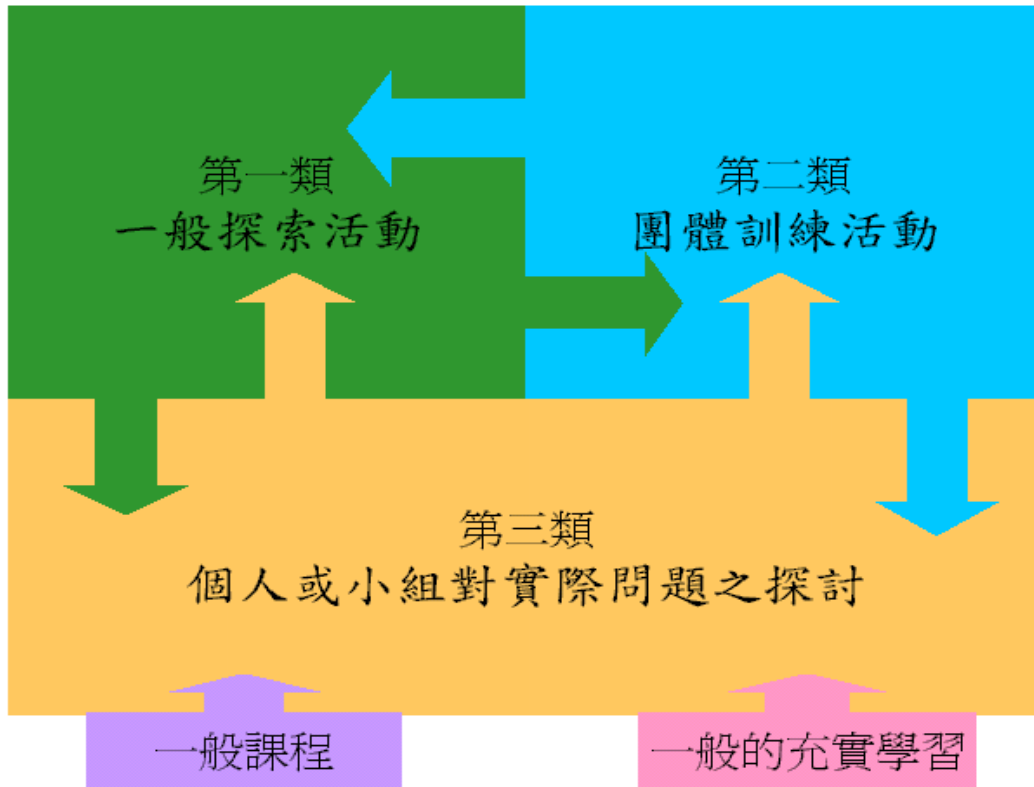 第一類
一般探索活動
第二類
團體訓練活動
第三類
個人或小組對實際問題之探討
一般課程
一般的充實學習